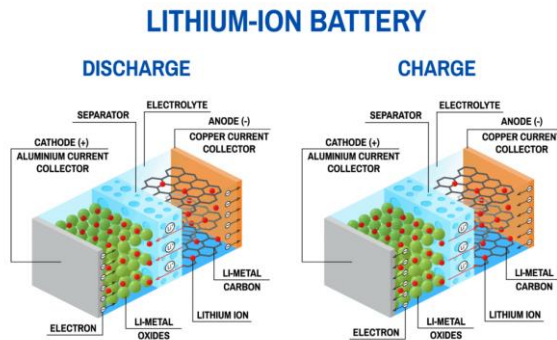 LITHIUM-ION BATTERY
DISCHARGE
ELECTROLYTE
SEPARATOR
ANODE (-)
COPPER CURRENT
COLLECTOR
CATHODE (+)
ALUMINIUM CURRENT
COLLECTOR
LI-METAL
CARBON
LITHIUM ION
LI-METAL
OXIDES
ELECTRON
CHARGE
ELECTROLYTE
SEPARATOR
ANODE (-)
COPPER CURRENT
COLLECTOR
CATHODE (+)
ALUMINIUM CURRENT
COLLECTOR
LI-METAL
CARBON
LITHIUM ION
LI-METAL
OXIDES
ELECTRON